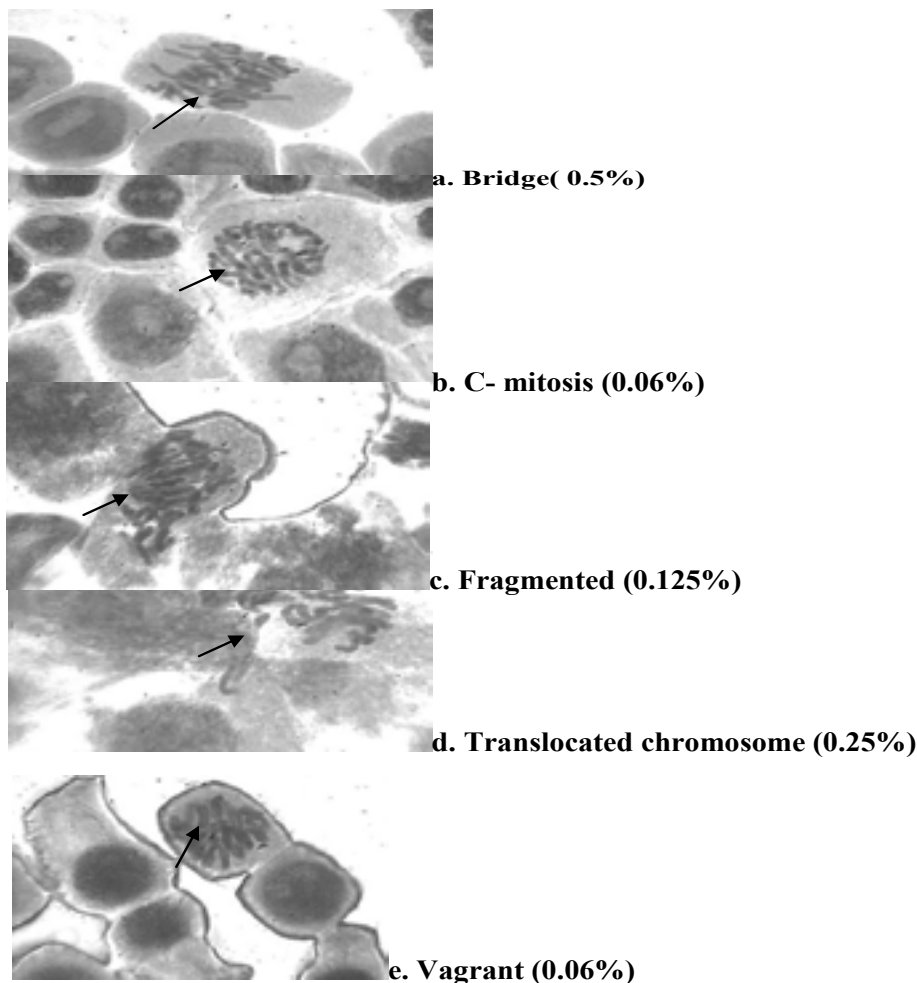 a. Bridge( 0.5%)
b. C- mitosis (0.06%)
c. Fragmented (0.125%)
d. Translocated chromosome (0.25%)
e. Vagrant (0.06%)